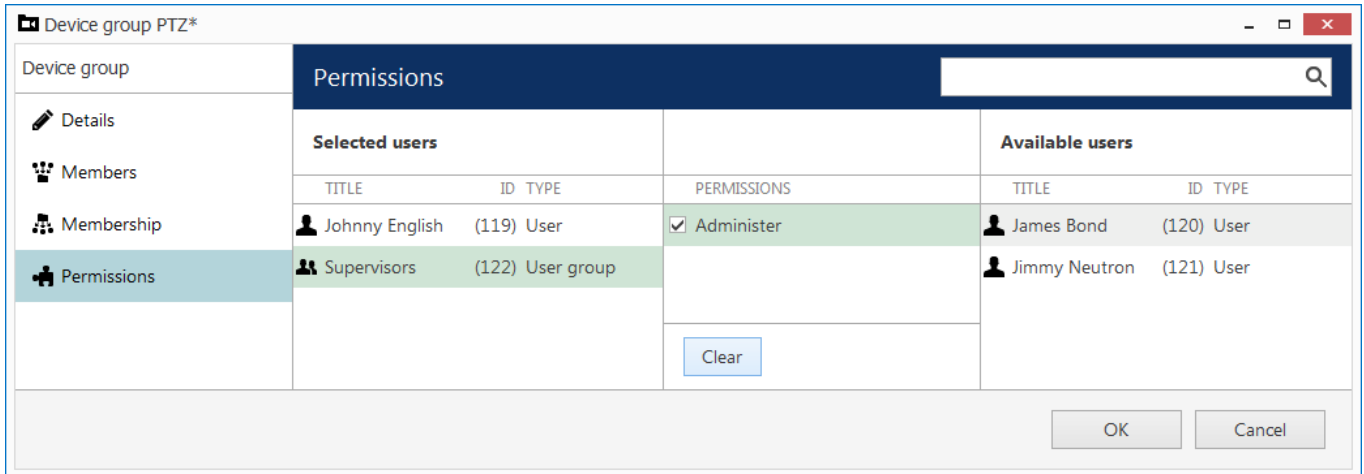 Device group PTZ*
Device group
Permissions
Details
Members
Membership
Permissions
Selected users
Available users
TITLE ID TYPE PERMISSIONS TITLE ID TYPE
Johnny English (119) User Administer James Bond (120) User
Supervisors (122) User group Jimmy Neutron (121) User
Clear
OK Cancel